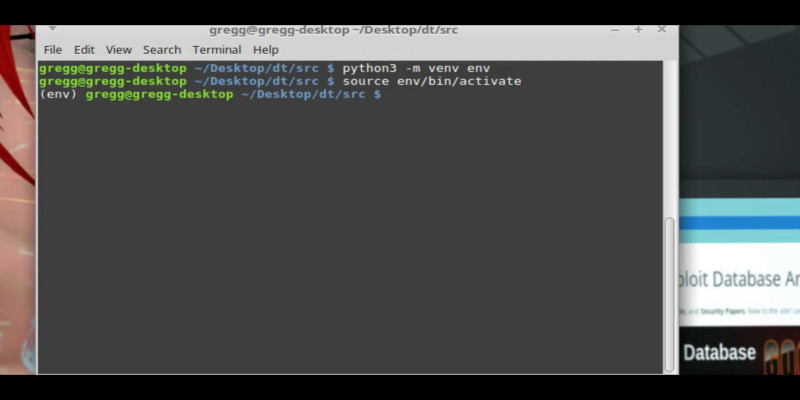 gregg@gregg-desktop ~/Desktop/dt/src
File Edit View Search Terminal Help
gregg@gregg-desktop ~/Desktop/dt/src $ python3 -m venv env
gregg@gregg-desktop ~/Desktop/dt/src $ source env/bin/activate
(env) gregg@gregg-desktop ~/Desktop/dt/src $
ploit Database Ar
and Security Papers. New to the site?
Database